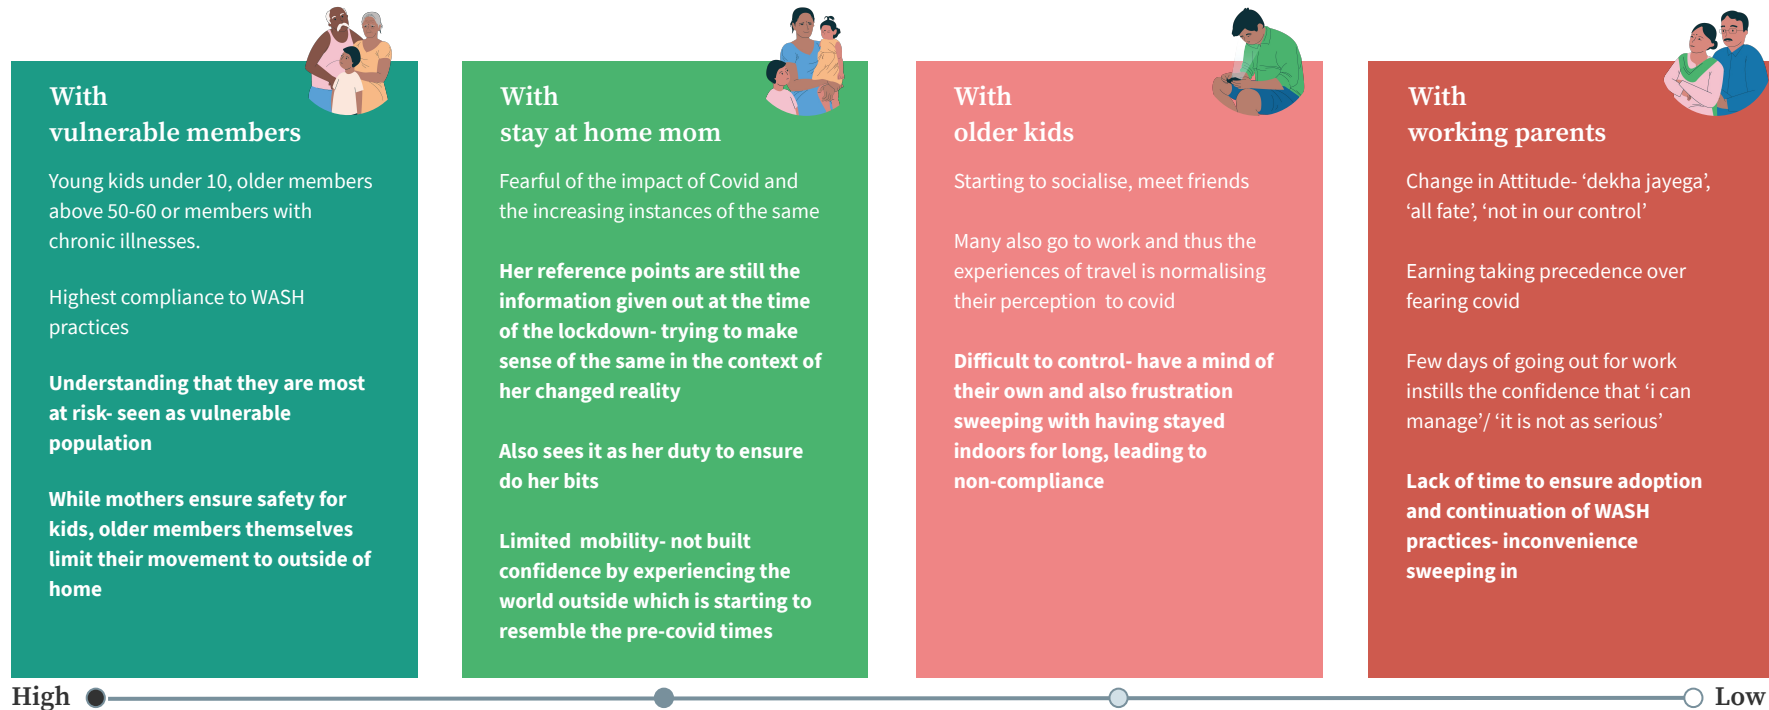 With
vulnerable members
Young kids under 10, older members
above 50-60 or members with
chronic illnesses.
Highest compliance to WASH
practices
Understanding that they are most
at risk- seen as vulnerable
population
While mothers ensure safety for
kids, older members themselves
limit their movement to outside of
home
With
stay at home mom
Fearful of the impact of Covid and
the increasing instances of the same
Her reference points are still the
information given out at the time
of the lockdown- trying to make
sense of the same in the context of
her changed reality
Also sees it as her duty to ensure
do her bits
Limited  mobility- not built
confidence by experiencing the
world outside which is starting to
resemble the pre-covid times
With
older kids
Starting to socialise, meet friends
Many also go to work and thus the
experiences of travel is normalising
their perception  to covid
Difficult to control- have a mind of
their own and also frustration
sweeping with having stayed
indoors for long, leading to
non-compliance
With
working parents
Change in Attitude- ‘dekha jayega’,
‘all fate’, ‘not in our control’
Earning taking precedence over
fearing covid
Few days of going out for work
instills the confidence that ‘i can
manage’/ ‘it is not as serious’
Lack of time to ensure adoption
and continuation of WASH
practices- inconvenience
sweeping in
High
Low